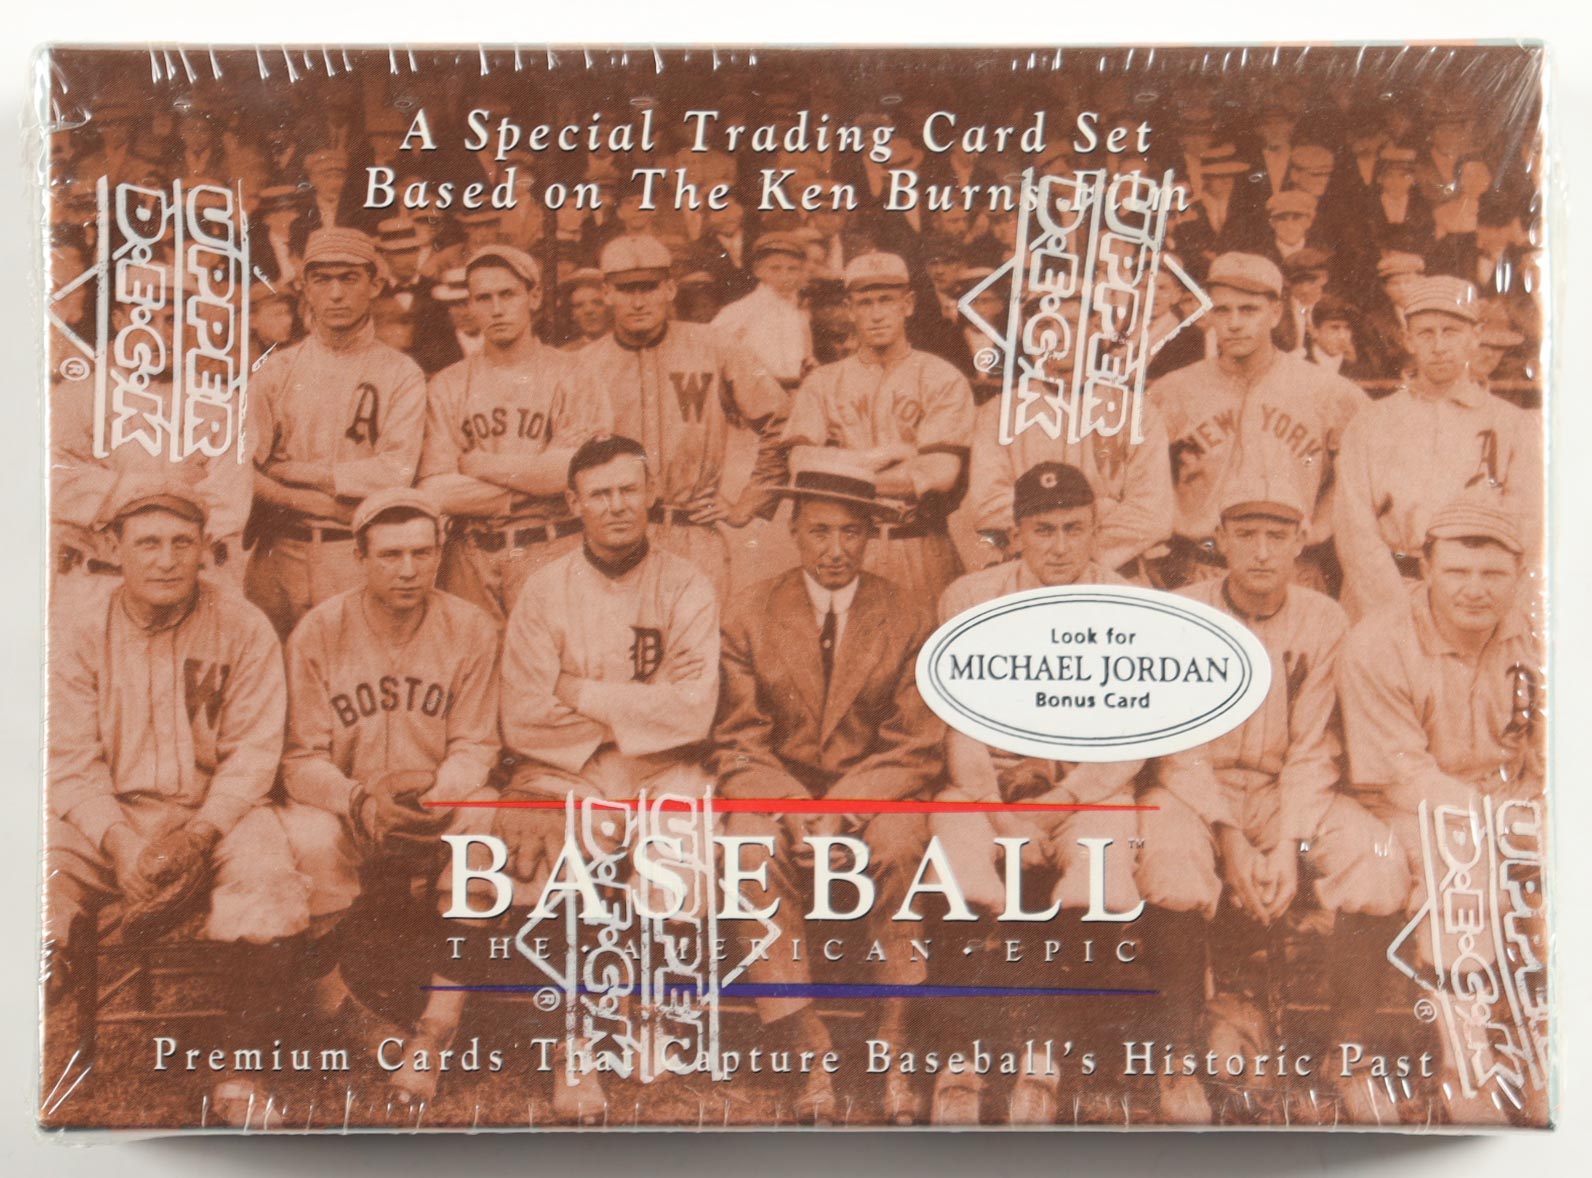 A Special Trading Card Set
Based on The Ken Burns Film
UPPER
DECK
®
UPPER
DECK
®
A
BOSTON
W
NEW YORK
NEW YORK
A
C
W
W
BOSTON
D
Look for
MICHAEL JORDAN
Bonus Card
BASEBALL™
THE · AMERICAN · EPIC
UPPER
DECK
®
UPPER
DECK
®
Premium Cards That Capture Baseball's Historic Past